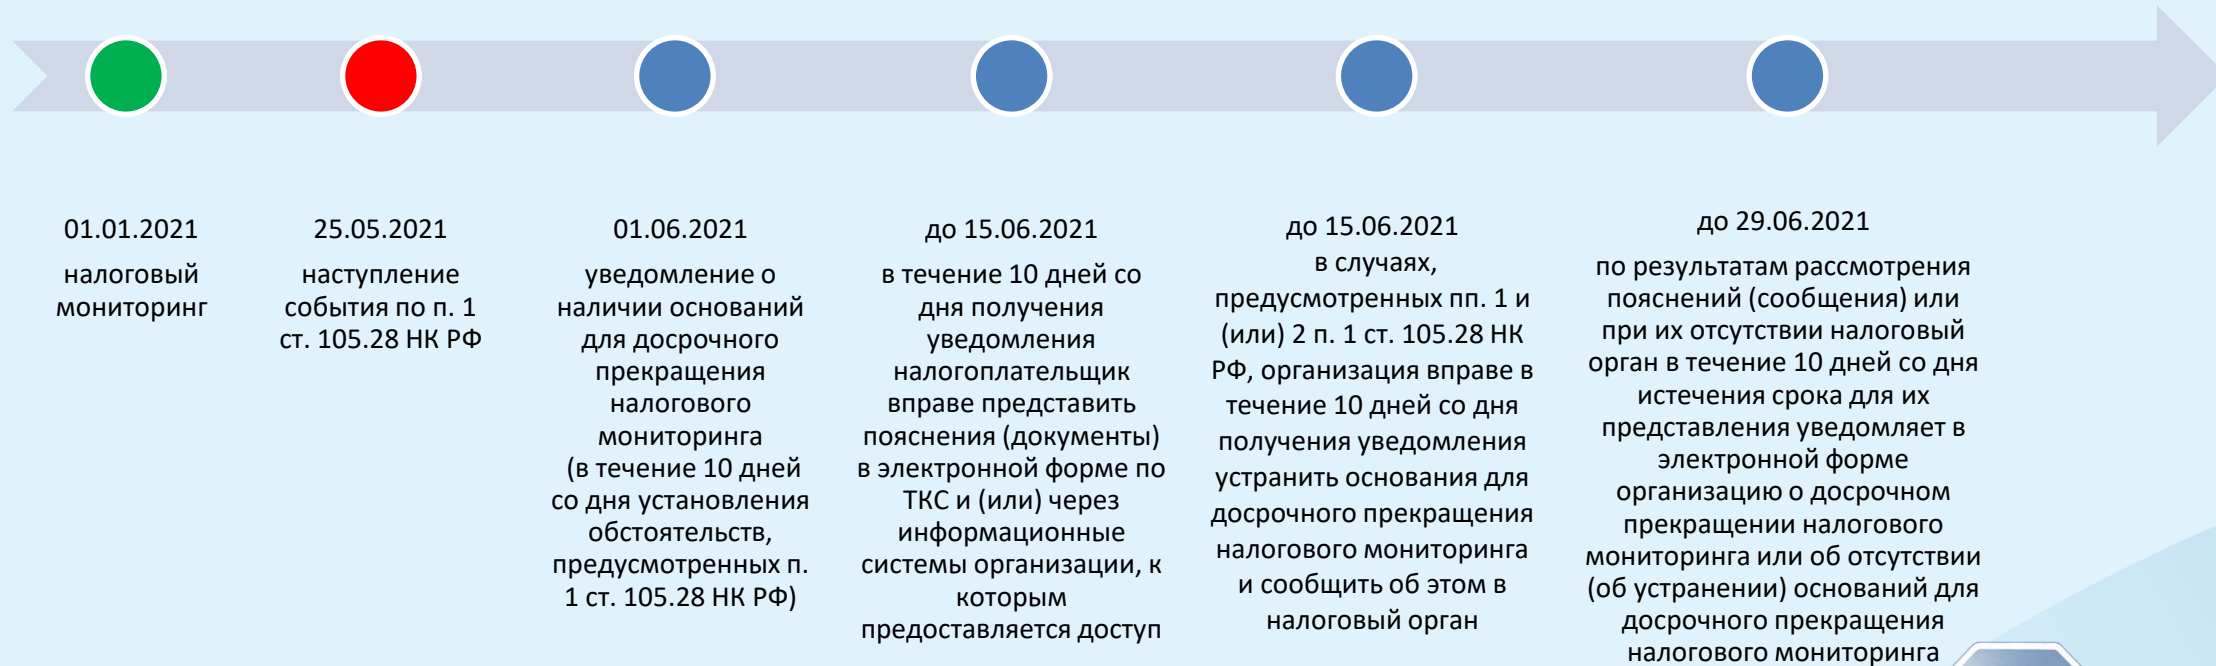 01.01.2021
налоговый
мониторинг
25.05.2021
наступление
события по п. 1
ст. 105.28 НК РФ
01.06.2021
уведомление о
наличии оснований
для досрочного
прекращения
налогового
мониторинга
(в течение 10 дней
со дня установления
обстоятельств,
предусмотренных п.
1 ст. 105.28 НК РФ)
до 15.06.2021
в течение 10 дней со
дня получения
уведомления
налогоплательщик
вправе представить
пояснения (документы)
в электронной форме по
ТКС и (или) через
информационные
системы организации, к
которым
предоставляется доступ
до 15.06.2021
в случаях,
предусмотренных пп. 1 и
(или) 2 п. 1 ст. 105.28 НК
РФ, организация вправе в
течение 10 дней со дня
получения уведомления
устранить основания для
досрочного прекращения
налогового мониторинга
и сообщить об этом в
налоговый орган
до 29.06.2021
по результатам рассмотрения
пояснений (сообщения) или
при их отсутствии налоговый
орган в течение 10 дней со дня
истечения срока для их
представления уведомляет в
электронной форме
организацию о досрочном
прекращении налогового
мониторинга или об отсутствии
(об устранении) оснований для
досрочного прекращения
налогового мониторинга